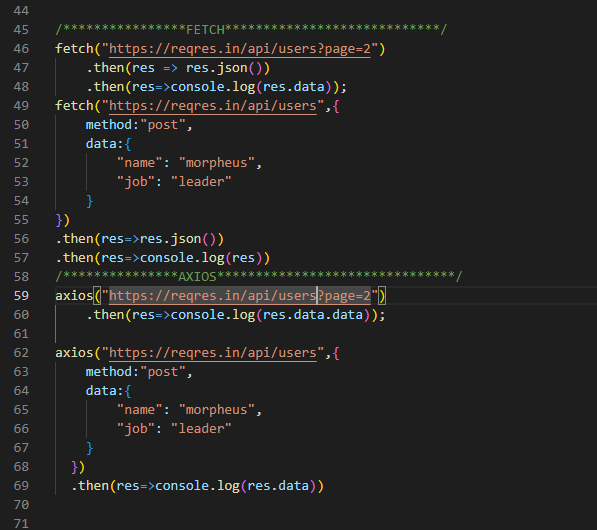 44
45 /****************FETCH****************************/
46 fetch("https://reqres.in/api/users?page=2")
47     .then(res => res.json())
48     .then(res=>console.log(res.data));
49 fetch("https://reqres.in/api/users",{
50     method:"post",
51     data:{
52         "name": "morpheus",
53         "job": "leader"
54     }
55 })
56 .then(res=>res.json())
57 .then(res=>console.log(res))
58 /***************AXIOS*******************************/
59 axios("https://reqres.in/api/users?page=2")
60     .then(res=>console.log(res.data.data));
61
62 axios("https://reqres.in/api/users",{
63     method:"post",
64     data:{
65         "name": "morpheus",
66         "job": "leader"
67     }
68   })
69   .then(res=>console.log(res.data))
70
71